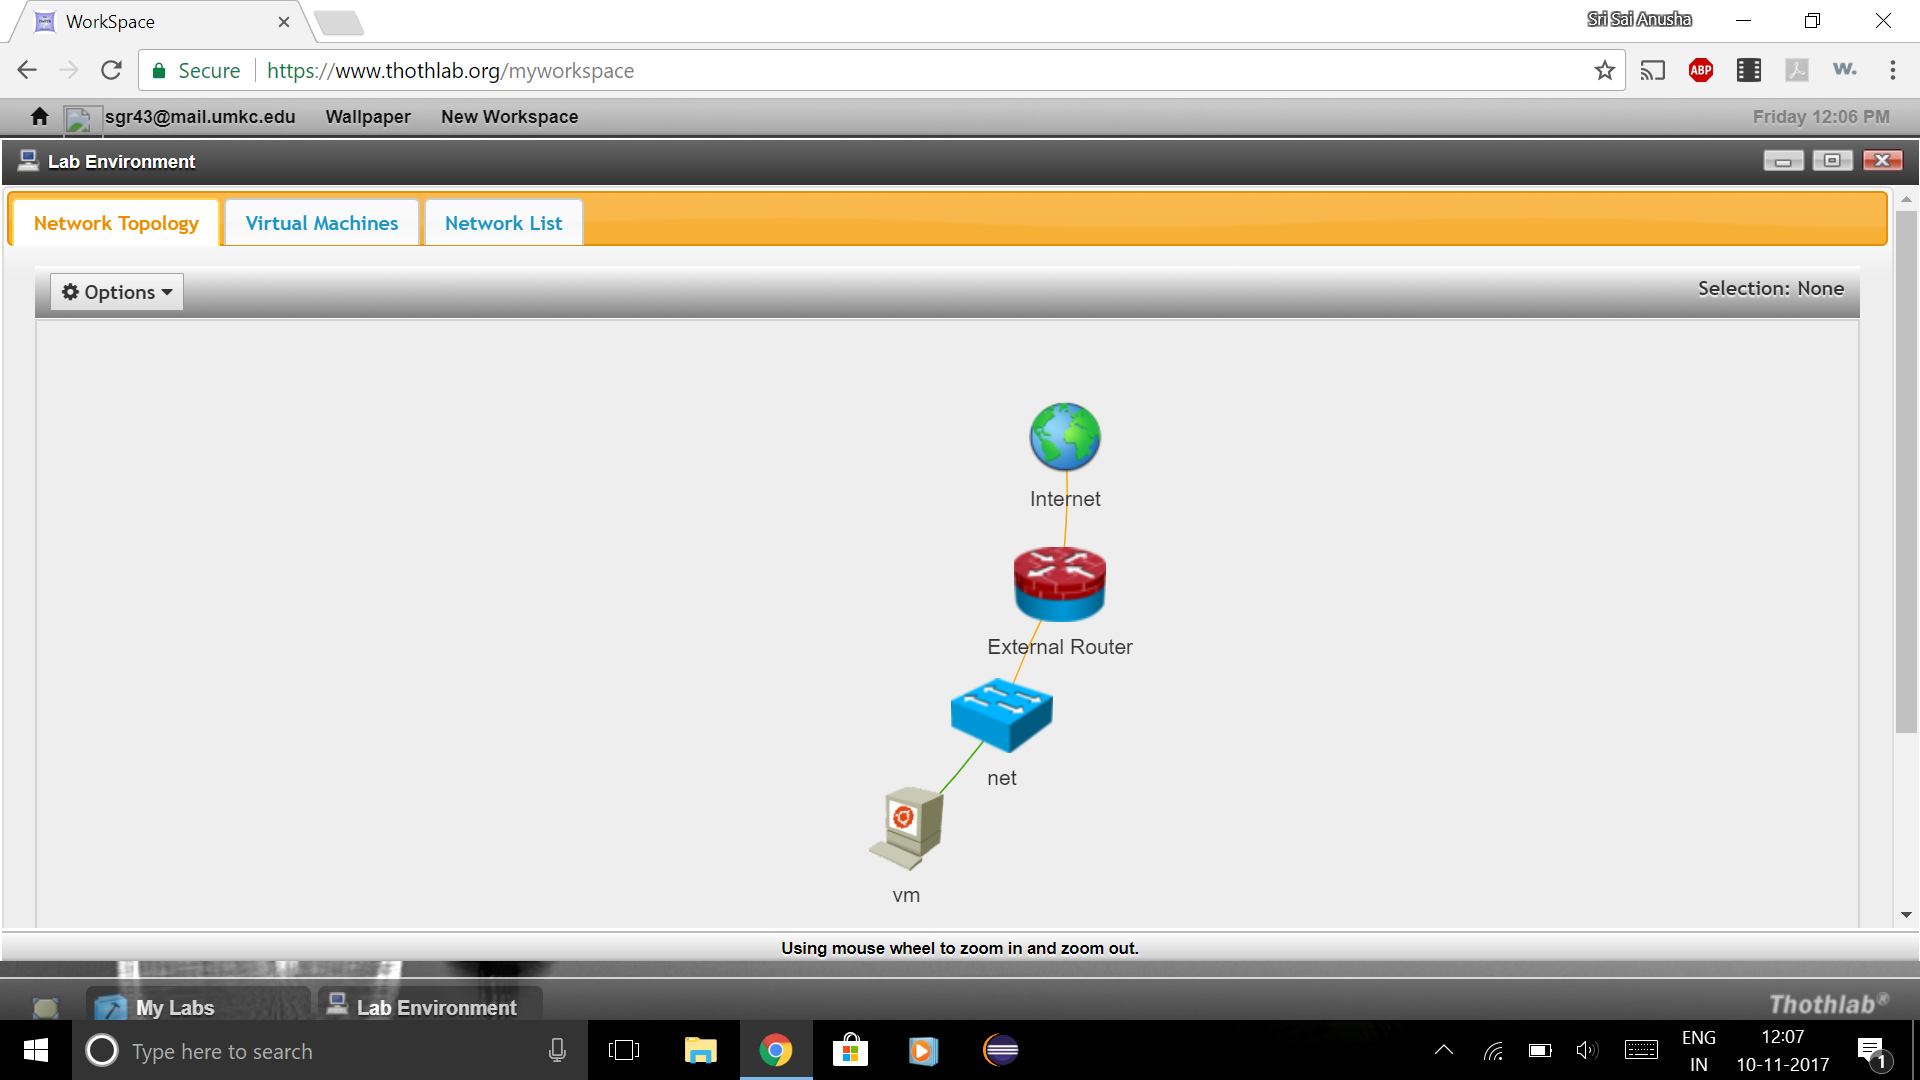 WorkSpace
Sri Sai Anusha
Secure
https://www.thothlab.org/myworkspace
ABP
w.
sgr43@mail.umkc.edu
Wallpaper
New Workspace
Friday 12:06 PM
Lab Environment
Network Topology
Virtual Machines
Network List
Options
Selection: None
Internet
External Router
net
vm
Using mouse wheel to zoom in and zoom out.
My Labs
Lab Environment
Thothlab®
Type here to search
ENG
IN
12:07
10-11-2017
1